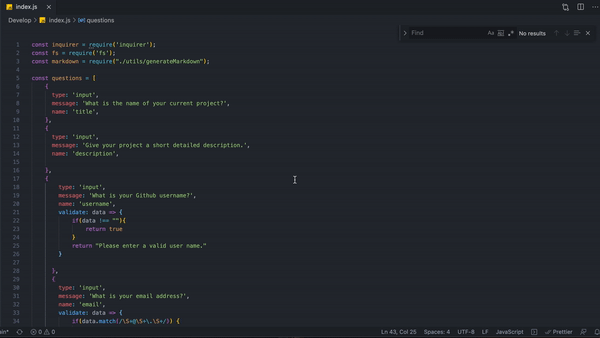 index.js
Develop > index.js > questions
Find
Aa
No results
1 const inquirer = require('inquirer');
2 const fs = require('fs');
3 const markdown = require("./utils/generateMarkdown");
4
5 const questions = [
6 {
7 type: 'input',
8 message: 'What is the name of your current project?',
9 name: 'title',
10 },
11 {
12 type: 'input',
13 message: 'Give your project a short detailed description.',
14 name: 'description',
15
16 },
17 {
18 type: 'input',
19 message: 'What is your Github username?',
20 name: 'username',
21 validate: data => {
22 if(data !== ""){
23 return true
24 }
25 return "Please enter a valid user name."
26 }
27
28 },
29 {
30 type: 'input',
31 message: 'What is your email address?',
32 name: 'email',
33 validate: data => {
34 if(data.match(/\S+@\S+\.\S+/)) {
0 0 Ln 43, Col 25 Spaces: 4 UTF-8 LF JavaScript Prettier